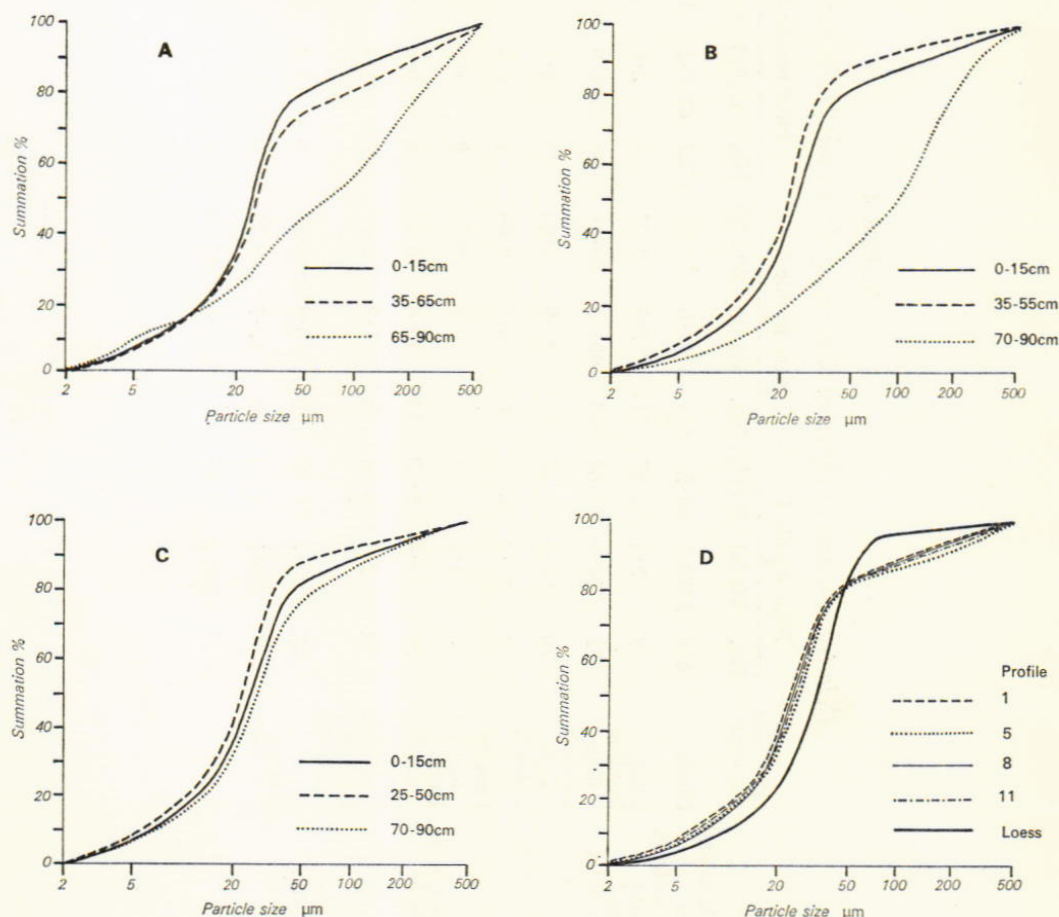 A
Summation %
100
80
60
40
20
0
2 5 20 50 100 200 500
Particle size µm
0-15cm
35-65cm
65-90cm
B
Summation %
100
80
60
40
20
0
2 5 20 50 100 200 500
Particle size µm
0-15cm
35-55cm
70-90cm
C
Summation %
100
80
60
40
20
0
2 5 20 50 100 200 500
Particle size µm
0-15cm
25-50cm
70-90cm
D
Summation %
100
80
60
40
20
0
2 5 20 50 100 200 500
Particle size µm
Profile
1
5
8
11
Loess